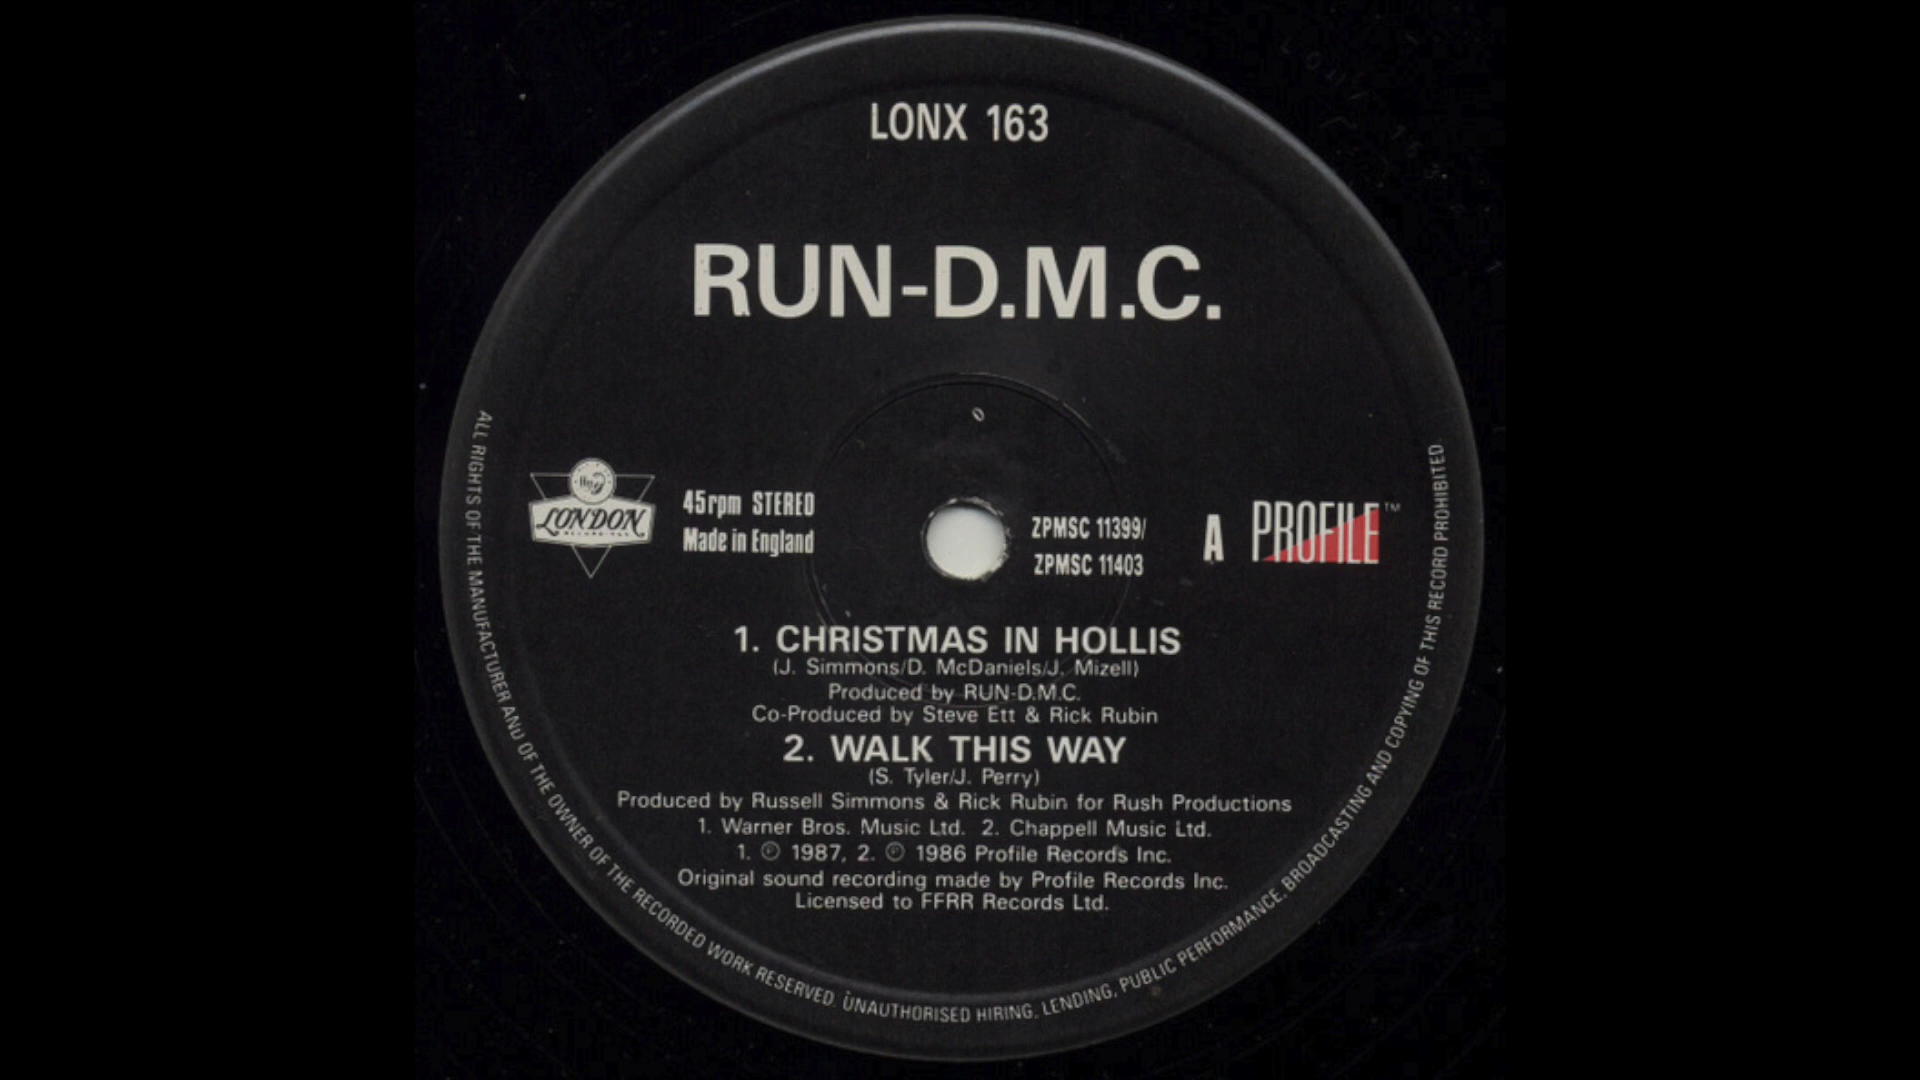 LONX 163
RUN-D.M.C.
LONDON
RECORDINGS
45rpm STEREO
Made in England
ZPMSC 11399/
ZPMSC 11403
A
PROFILE™
1. CHRISTMAS IN HOLLIS
(J. Simmons/D. McDaniels/J. Mizell)
Produced by RUN-D.M.C.
Co-Produced by Steve Ett & Rick Rubin
2. WALK THIS WAY
(S. Tyler/J. Perry)
Produced by Russell Simmons & Rick Rubin for Rush Productions
1. Warner Bros. Music Ltd. 2. Chappell Music Ltd.
1. ℗ 1987, 2. ℗ 1986 Profile Records Inc.
Original sound recording made by Profile Records Inc.
Licensed to FFRR Records Ltd.
ALL RIGHTS OF THE MANUFACTURER AND OF THE OWNER OF THE RECORDED WORK RESERVED. UNAUTHORISED HIRING, LENDING, PUBLIC PERFORMANCE, BROADCASTING AND COPYING OF THIS RECORD PROHIBITED